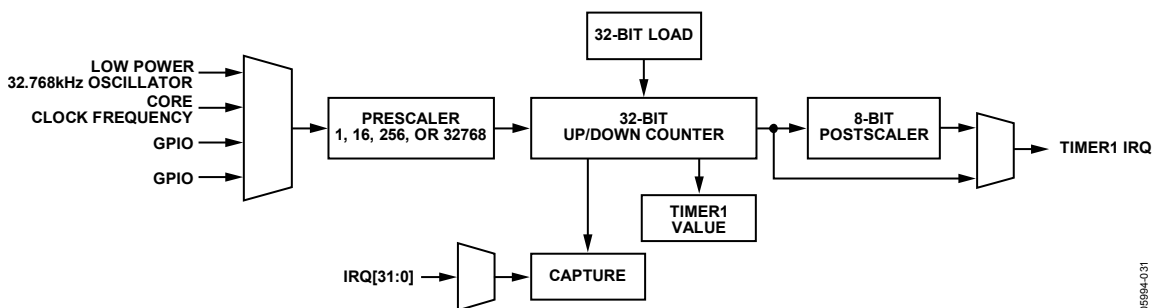 32-BIT LOAD
LOW POWER
32.768kHz OSCILLATOR
CORE
CLOCK FREQUENCY
GPIO
GPIO
PRESCALER
1, 16, 256, OR 32768
32-BIT
UP/DOWN COUNTER
8-BIT
POSTSCALER
TIMER1 IRQ
TIMER1
VALUE
IRQ[31:0]
CAPTURE
05994-031